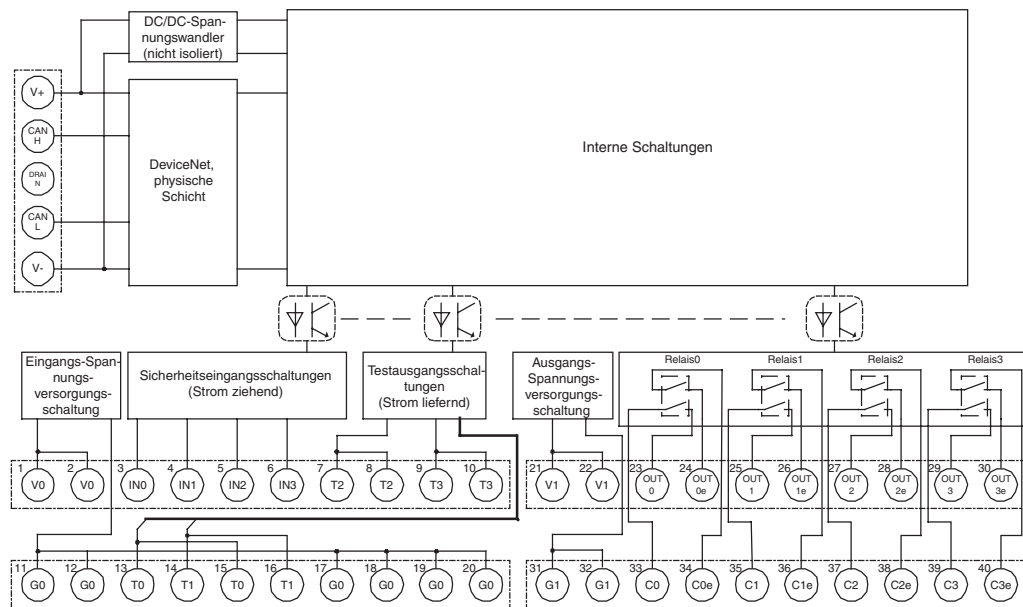 DC/DC-Span-
nungswandler
(nicht isoliert)
V+
CAN
H
DRAI
N
CAN
L
V-
DeviceNet,
physische
Schicht
Interne Schaltungen
Eingangs-Span-
nungs-
versorgungs-
schaltung
Sicherheitseingangsschaltungen
(Strom ziehend)
Testausgangsschal-
tungen
(Strom liefernd)
Ausgangs-
Spannungs-
versorgungs-
schaltung
Relais0 Relais1 Relais2 Relais3
1 2 3 4 5 6 7 8 9 10
V0 V0 IN0 IN1 IN2 IN3 T2 T2 T3 T3
21 22 23 24 25 26 27 28 29 30
V1 V1 OUT OUT OUT OUT OUT OUT OUT OUT
0 0e 1 1e 2 2e 3 3e
11 12 13 14 15 16 17 18 19 20
G0 G0 T0 T1 T0 T1 G0 G0 G0 G0
31 32 33 34 35 36 37 38 39 40
G1 G1 C0 C0e C1 C1e C2 C2e C3 C3e